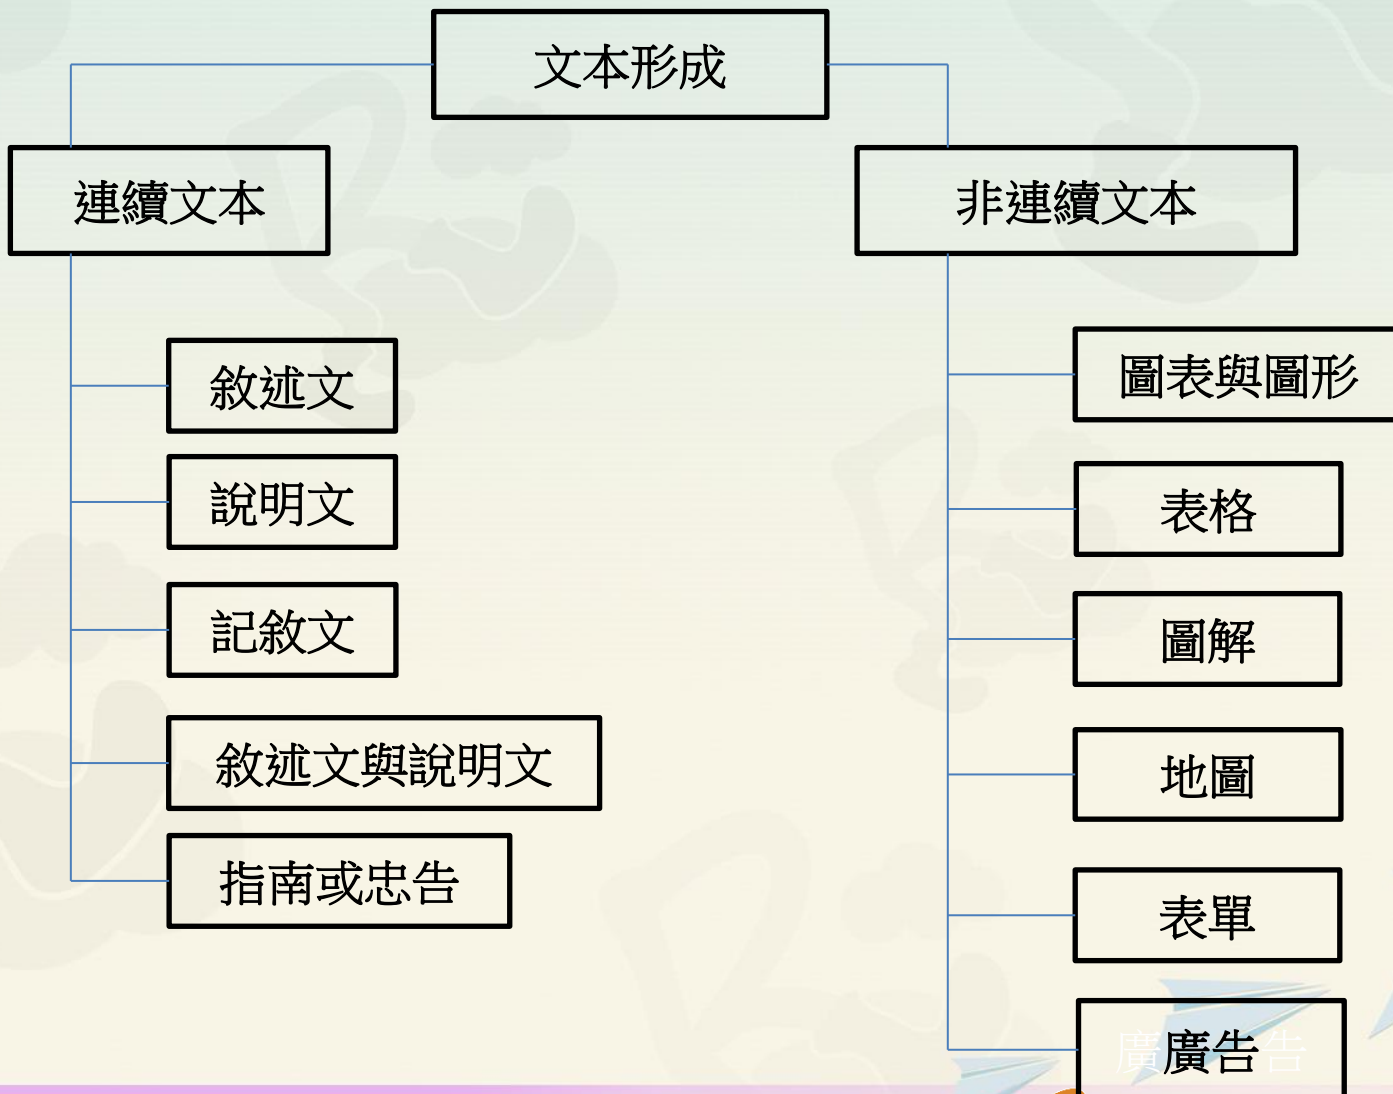 文本形成
連續文本
敘述文
說明文
記敘文
敘述文與說明文
指南或忠告
非連續文本
圖表與圖形
表格
圖解
地圖
表單
廣告